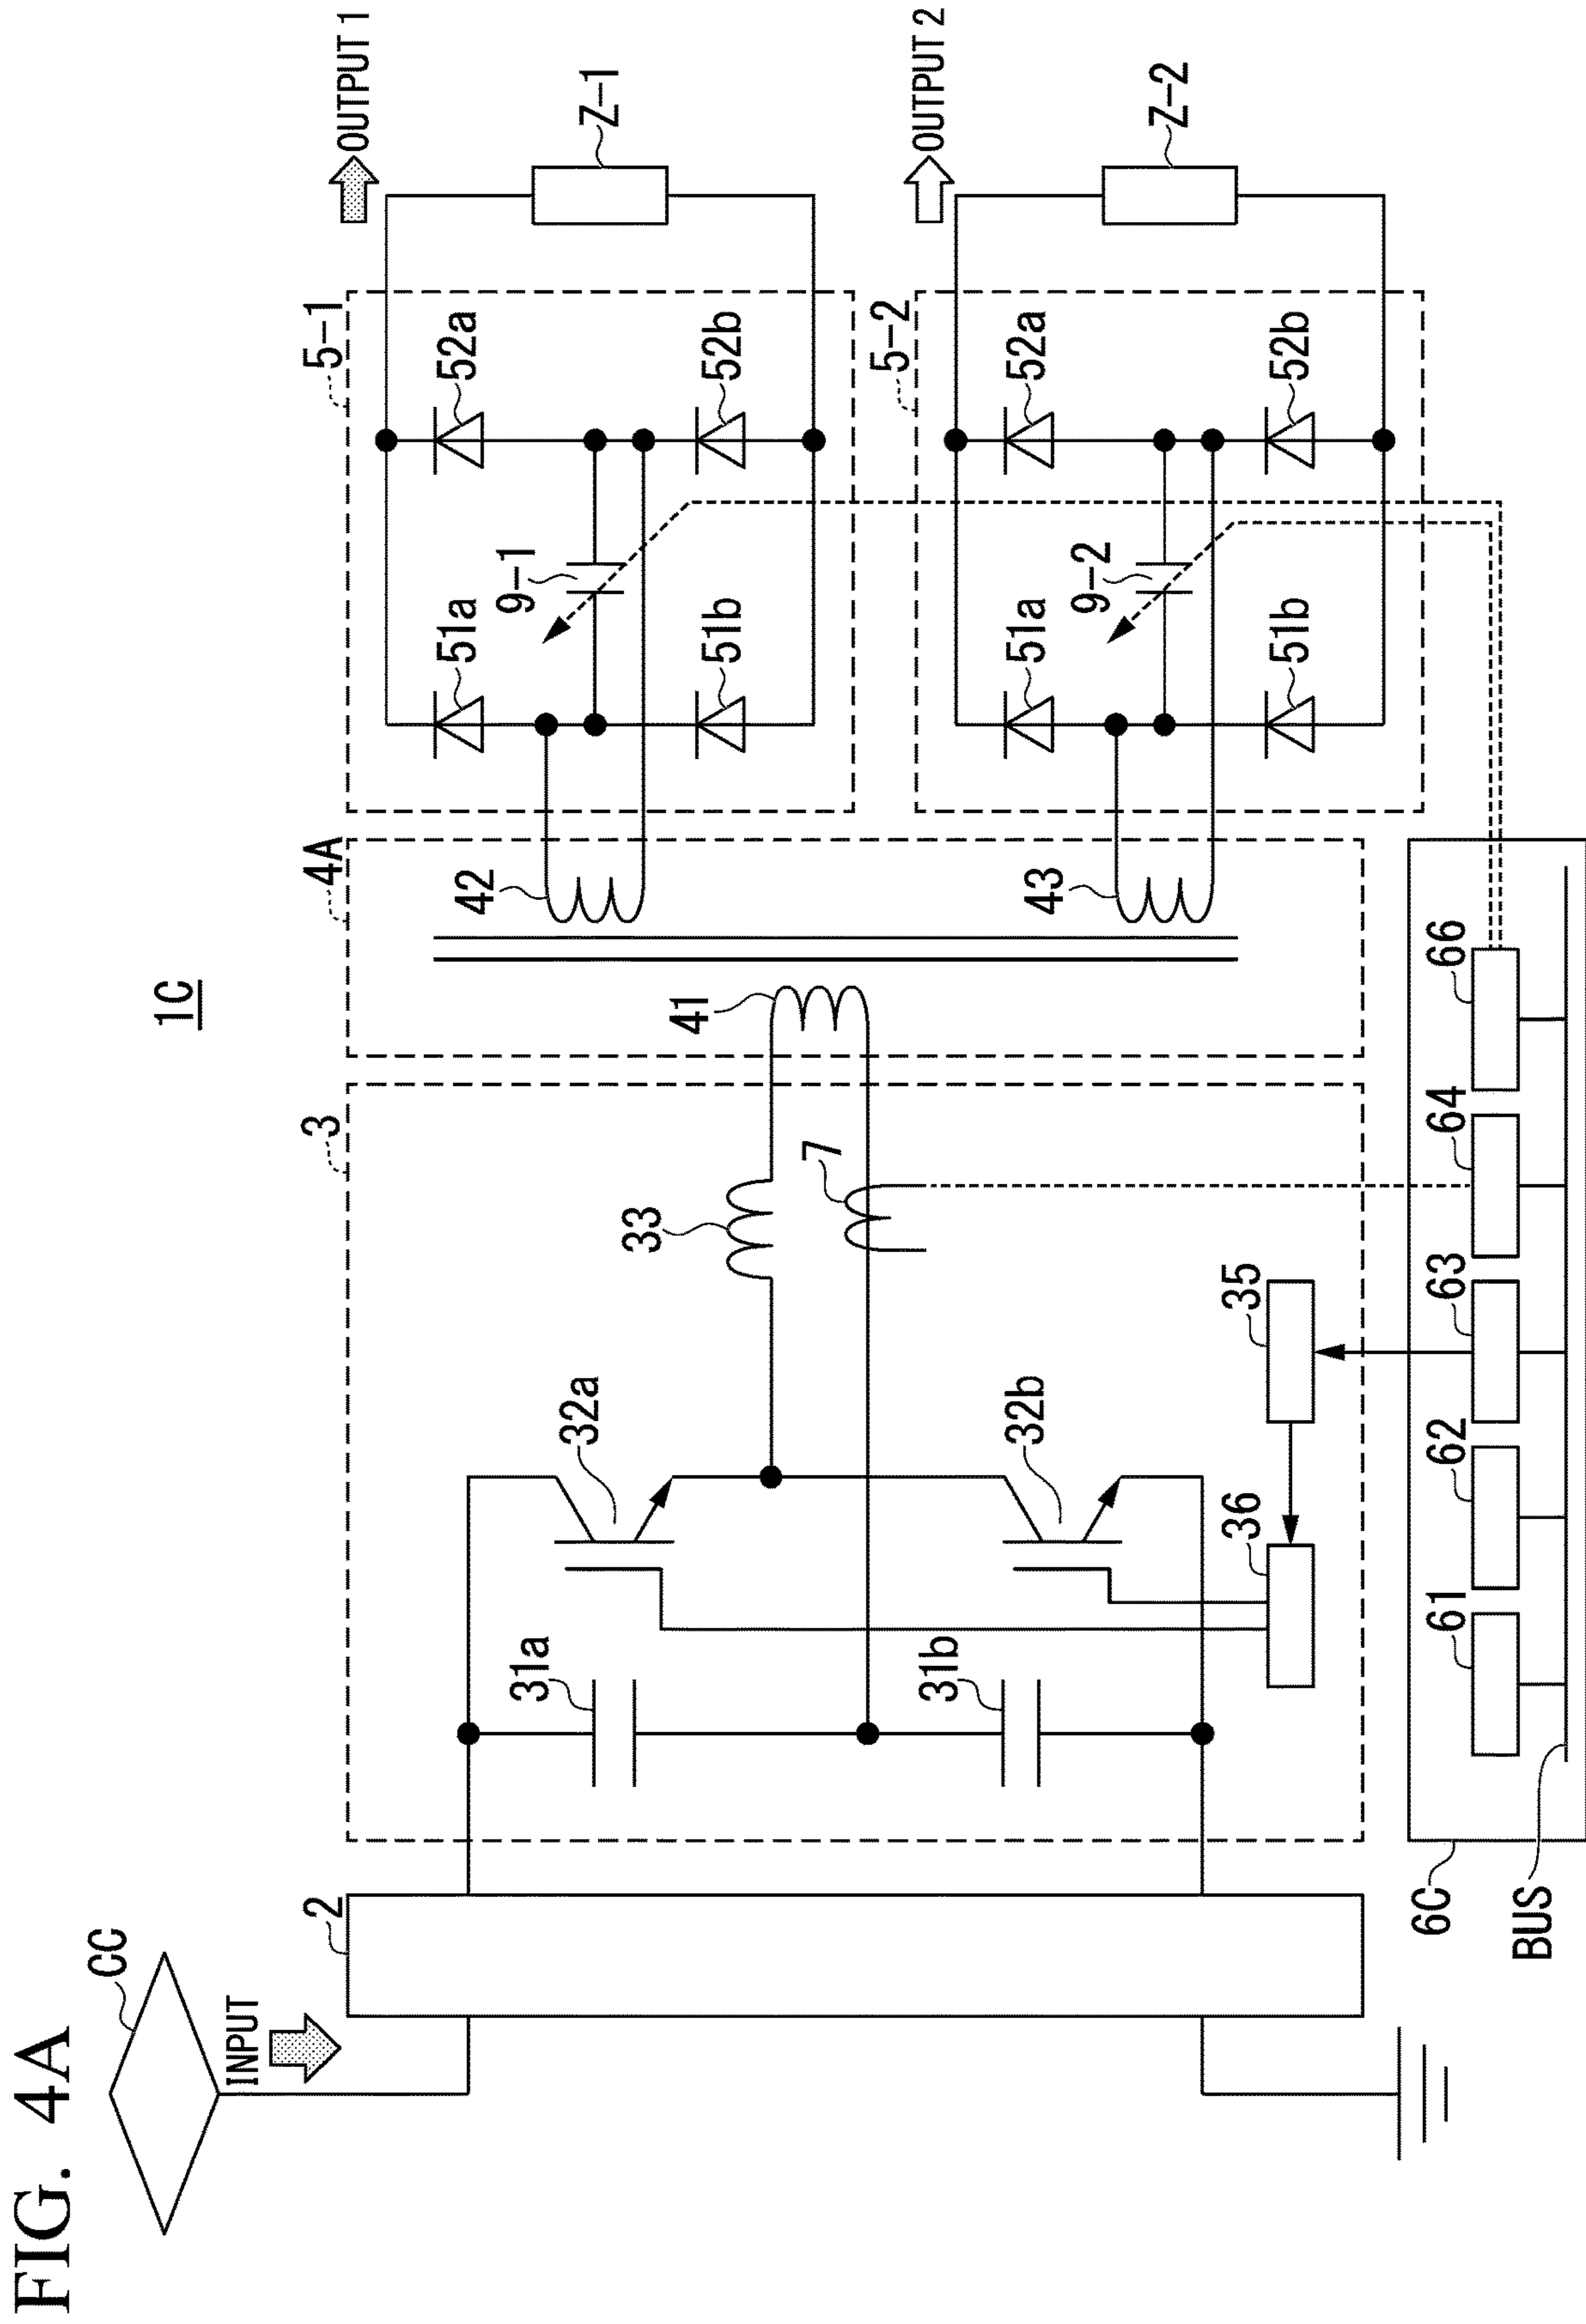 FIG. 4A
1C
CC
INPUT
2
3
4A
5-1
OUTPUT 1
31a
32a
33
41
42
51a
52a
9-1
51b
52b
Z-1
7
5-2
OUTPUT 2
31b
32b
43
51a
52a
9-2
51b
52b
Z-2
36
35
61
62
63
64
66
6C
BUS